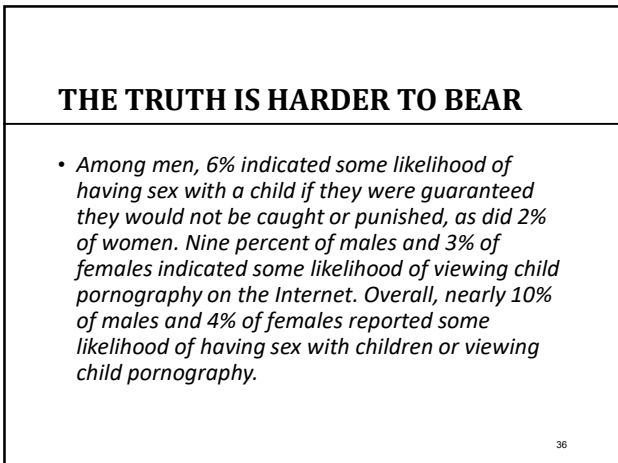 THE TRUTH IS HARDER TO BEAR
• Among men, 6% indicated some likelihood of
having sex with a child if they were guaranteed
they would not be caught or punished, as did 2%
of women. Nine percent of males and 3% of
females indicated some likelihood of viewing child
pornography on the Internet. Overall, nearly 10%
of males and 4% of females reported some
likelihood of having sex with children or viewing
child pornography.
36